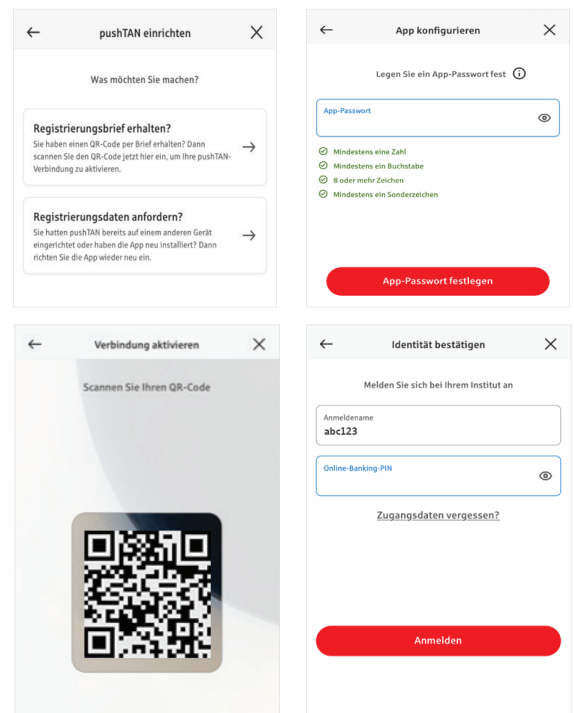 pushTAN einrichten
Was möchten Sie machen?
Registrierungsbrief erhalten?
Sie haben einen QR-Code per Brief erhalten? Dann
scannen Sie den QR-Code jetzt hier ein, um Ihre pushTAN-
Verbindung zu aktivieren.
Registrierungsdaten anfordern?
Sie hatten pushTAN bereits auf einem anderen Gerät
eingerichtet oder haben die App neu installiert? Dann
richten Sie die App wieder neu ein.
App konfigurieren
Legen Sie ein App-Passwort fest
App-Passwort
Mindestens eine Zahl
Mindestens ein Buchstabe
8 oder mehr Zeichen
Mindestens ein Sonderzeichen
App-Passwort festlegen
Verbindung aktivieren
Scannen Sie Ihren QR-Code
Identität bestätigen
Melden Sie sich bei Ihrem Institut an
Anmeldename
abc123
Online-Banking-PIN
Zugangsdaten vergessen?
Anmelden